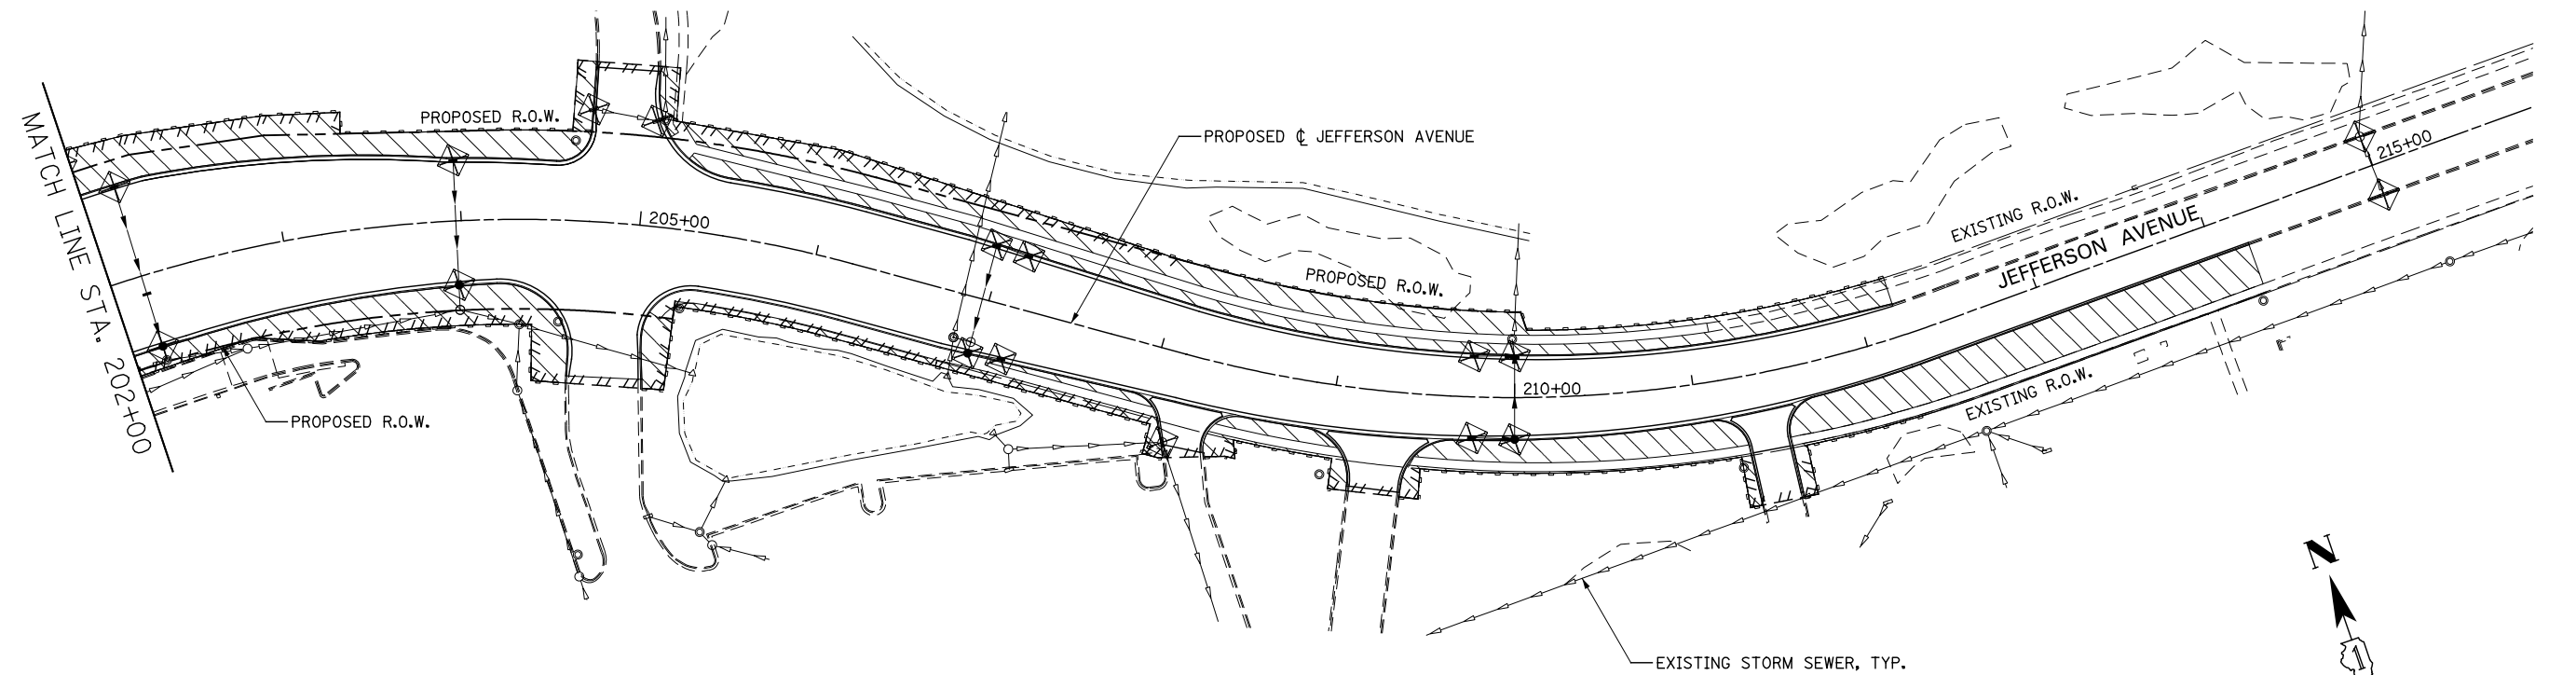 MATCH LINE STA. 202+00
PROPOSED R.O.W.
205+00
PROPOSED ℄ JEFFERSON AVENUE
PROPOSED R.O.W.
PROPOSED R.O.W.
210+00
EXISTING R.O.W.
JEFFERSON AVENUE
215+00
EXISTING R.O.W.
EXISTING STORM SEWER, TYP.
N
1